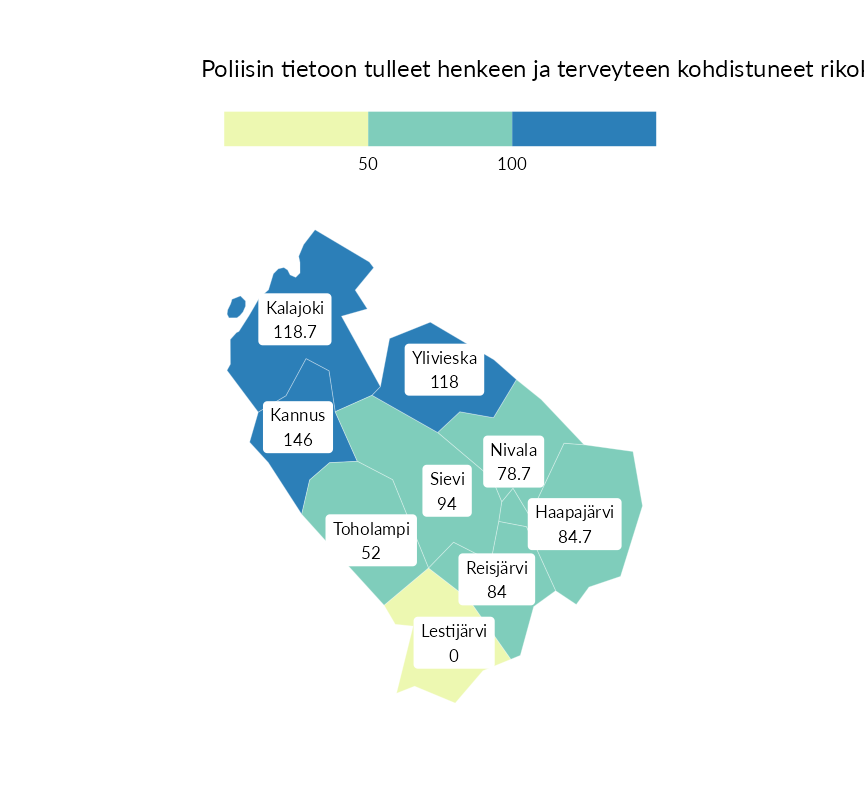 Poliisin tietoon tulleet henkeen ja terveyteen kohdistuneet
50 100
Kalajoki
118.7
Ylivieska
118
Kannus
146
Nivala
78.7
Sievi
94
Haapajärvi
84.7
Toholampi
52
Reisjärvi
84
Lestijärvi
0